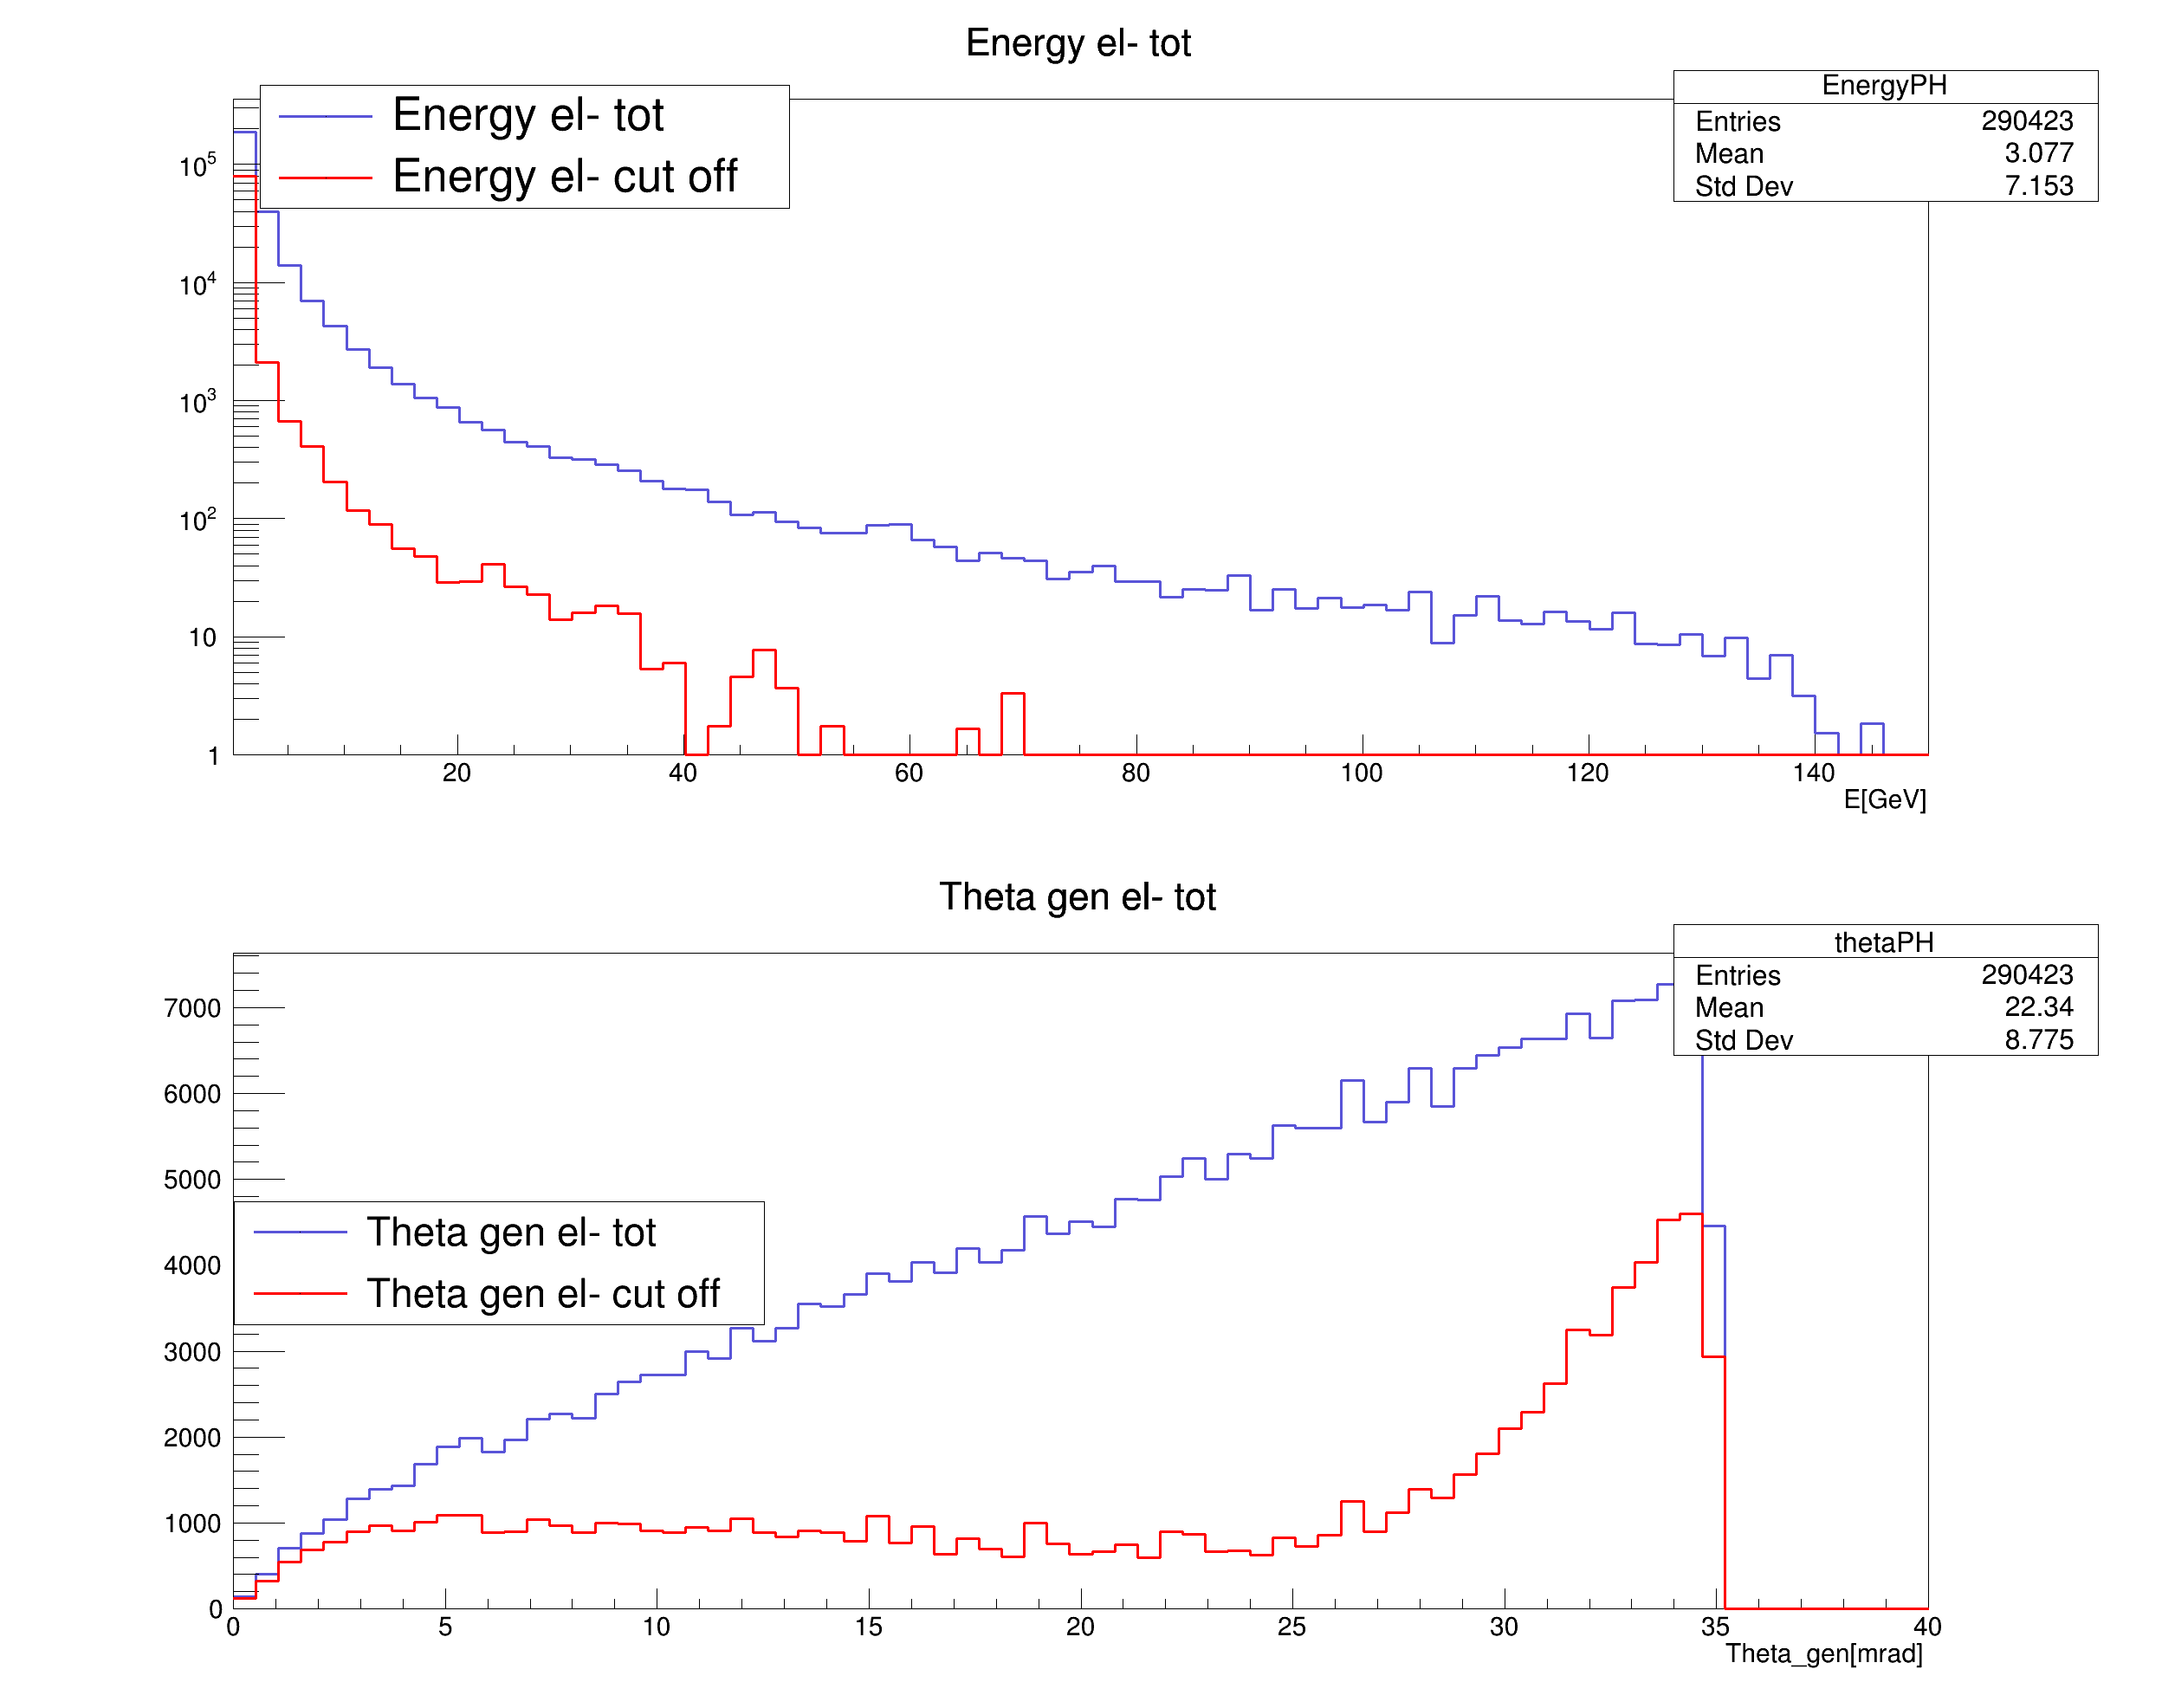 Energy el- tot
Energy el- tot
Energy el- cut off
EnergyPH
Entries 290423
Mean 3.077
Std Dev 7.153
10⁵
10⁴
10³
10²
10
1
20 40 60 80 100 120 140
E[GeV]
Theta gen el- tot
thetaPH
Entries 290423
Mean 22.34
Std Dev 8.775
7000
6000
5000
4000
3000
2000
1000
0
Theta gen el- tot
Theta gen el- cut off
0 5 10 15 20 25 30 35 40
Theta_gen[mrad]